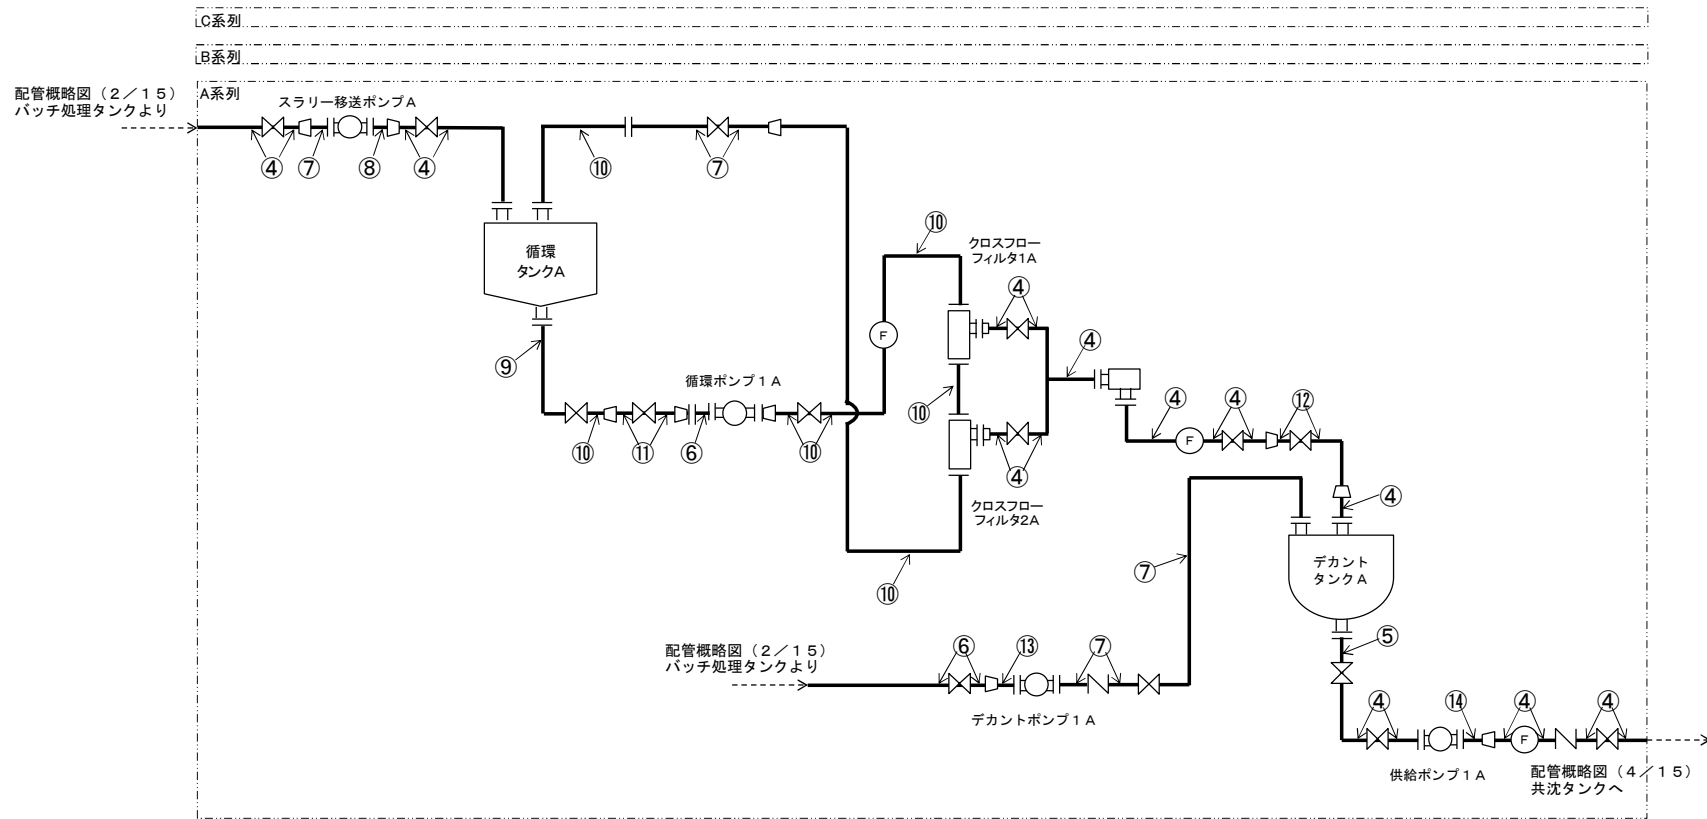 C系列
B系列
A系列
配管概略図（２／１５）
バッチ処理タンクより
スラリー移送ポンプA
④
⑦
⑧
④
⑩
⑦
循環
タンクA
⑨
循環ポンプ１A
⑩
⑪
⑥
⑩
F
⑩
クロスフロー
フィルタ1A
④
⑩
④
クロスフロー
フィルタ2A
⑩
④
④
F
④
⑫
④
デカント
タンクA
⑦
⑤
配管概略図（２／１５）
バッチ処理タンクより
⑥
⑬
⑦
デカントポンプ１A
④
⑭
④
F
④
供給ポンプ１A
配管概略図（４／１５）
共沈タンクへ